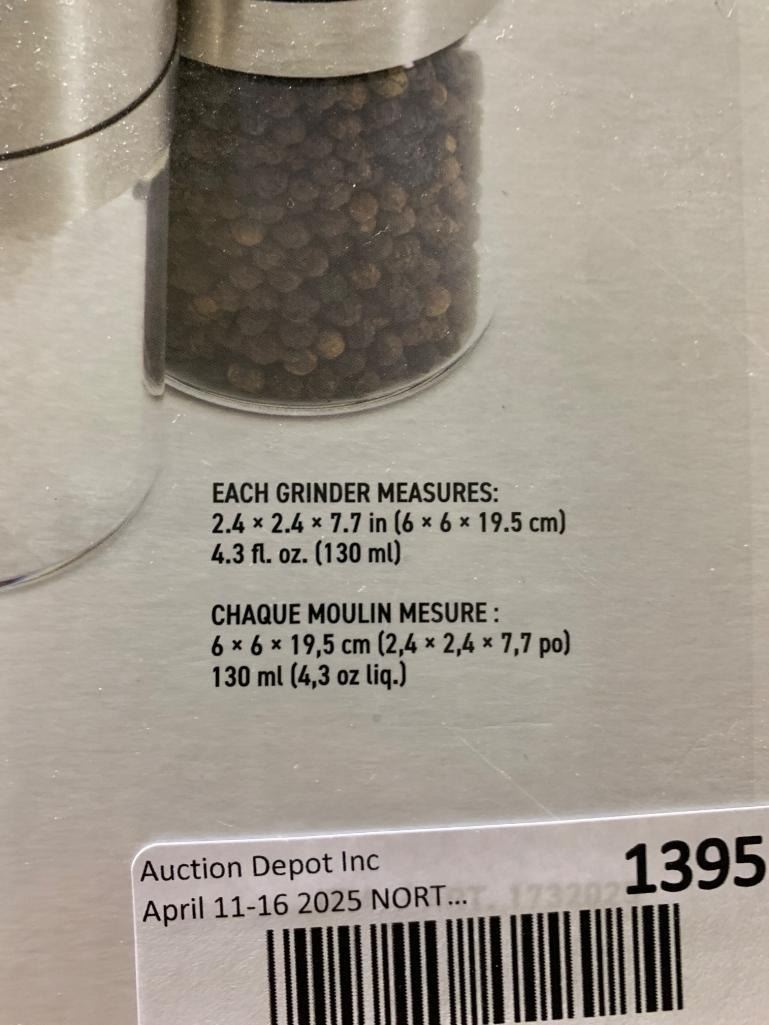 EACH GRINDER MEASURES:
2.4 × 2.4 × 7.7 in (6 × 6 × 19.5 cm)
4.3 fl. oz. (130 ml)
CHAQUE MOULIN MESURE :
6 × 6 × 19,5 cm (2,4 × 2,4 × 7,7 po)
130 ml (4,3 oz liq.)
Auction Depot Inc
1395
April 11-16 2025 NORT...